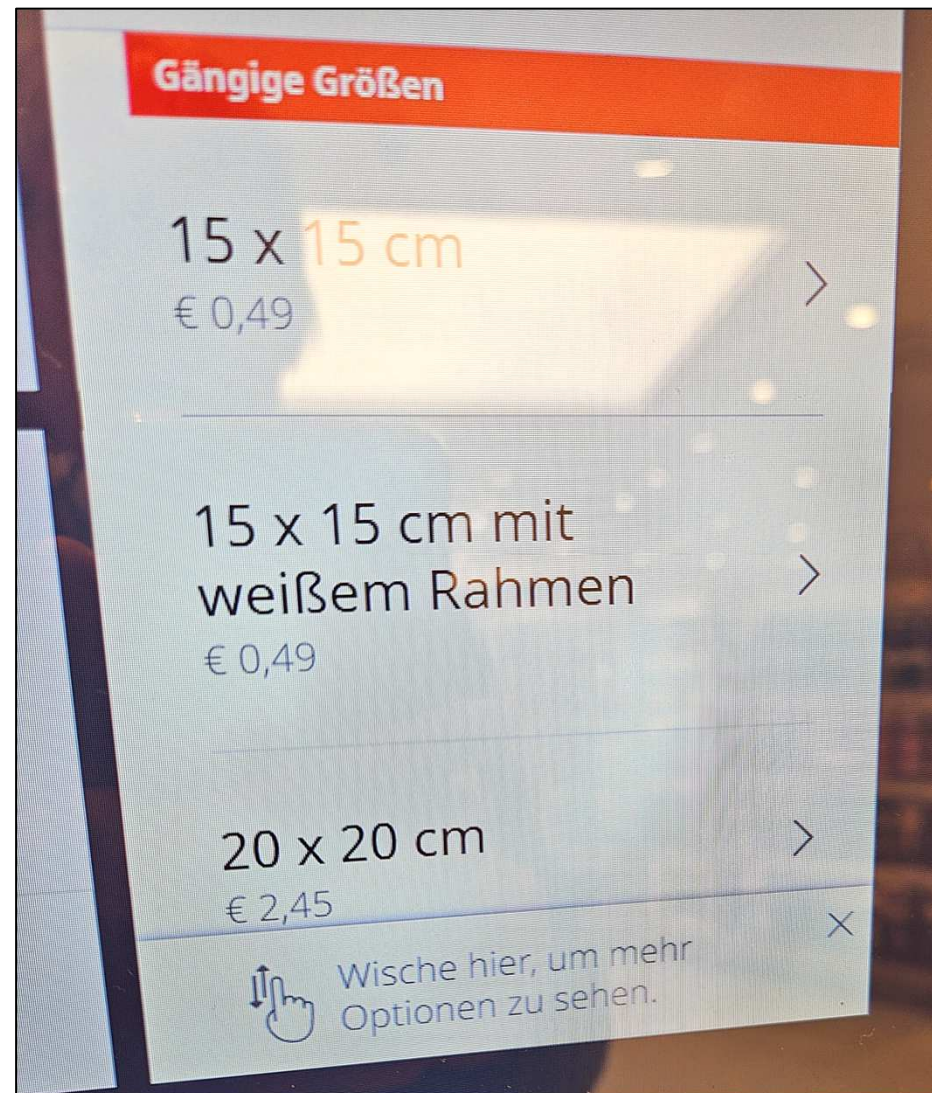 Gängige Größen
15 x 15 cm
€ 0,49
15 x 15 cm mit
weißem Rahmen
€ 0,49
20 x 20 cm
€ 2,45
Wische hier, um mehr
Optionen zu sehen.